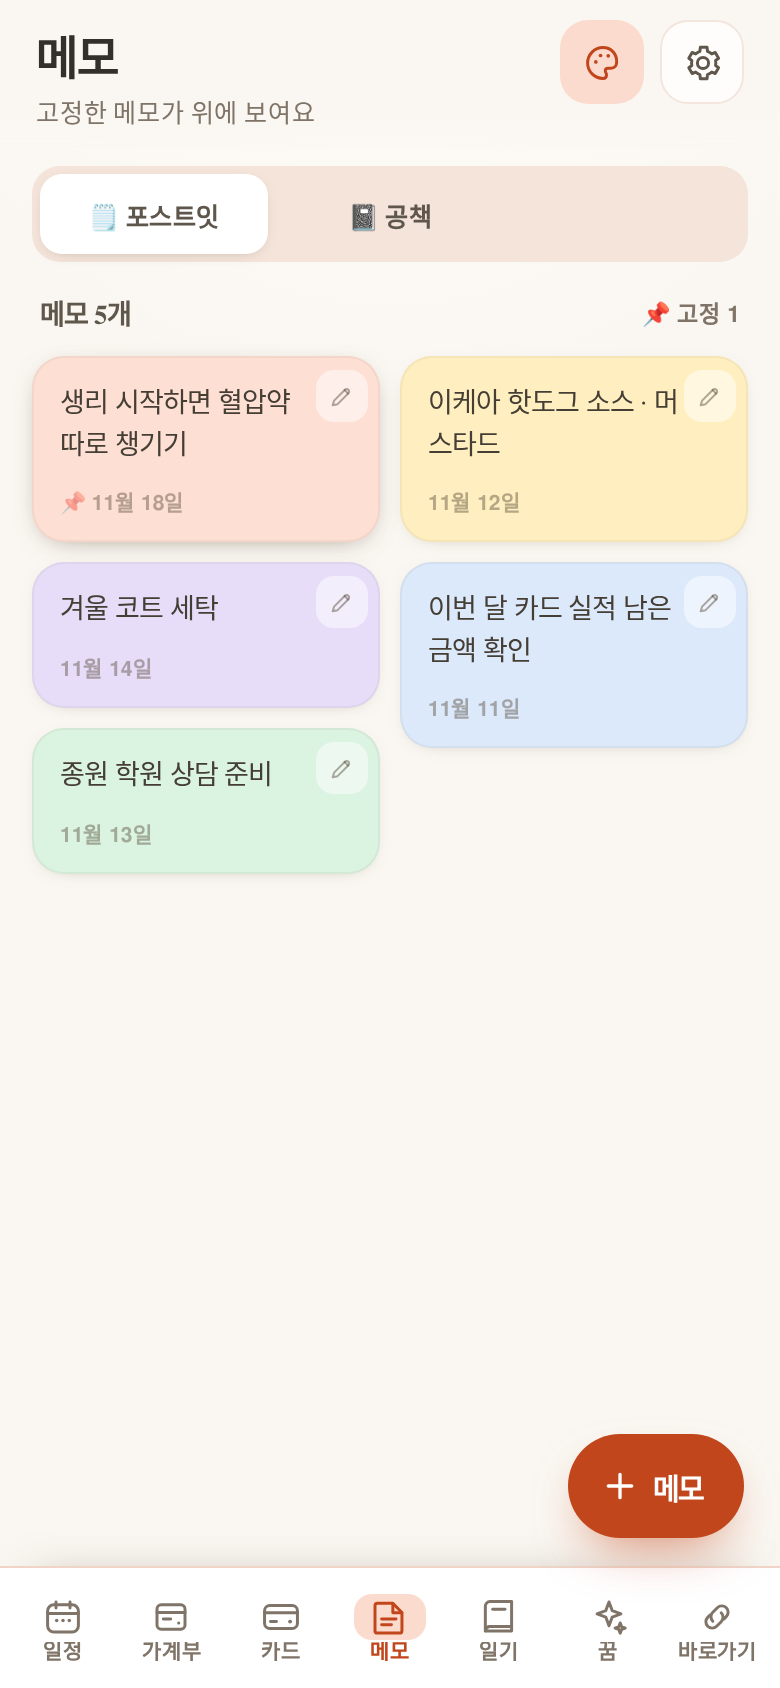 메모
고정한 메모가 위에 보여요
포스트잇
공책
메모 5개
고정 1
생리 시작하면 혈압약
따로 챙기기
11월 18일
이케아 핫도그 소스 · 머
스타드
11월 12일
겨울 코트 세탁
11월 14일
이번 달 카드 실적 남은
금액 확인
11월 11일
종원 학원 상담 준비
11월 13일
+ 메모
일정
가계부
카드
메모
일기
꿈
바로가기